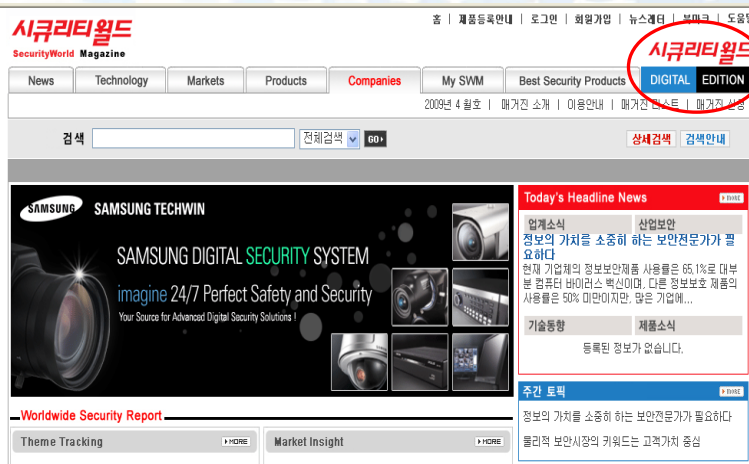 홈 | 제품등록안내 | 로그인 | 회원가입 | 뉴스레터 | 북마크 | 도움말
시큐리티월드
SecurityWorld Magazine
시큐리티월드
News Technology Markets Products Companies My SWM Best Security Products DIGITAL EDITION
2009년 4월호 | 매거진 소개 | 이용안내 | 매거진 리스트 | 매거진 신청
검색 전체검색 GO 상세검색 검색안내
SAMSUNG SAMSUNG TECHWIN
SAMSUNG DIGITAL SECURITY SYSTEM
imagine 24/7 Perfect Safety and Security
Your Source for Advanced Digital Security Solutions !
Today's Headline News MORE
업계소식 산업보안
정보의 가치를 소중히 하는 보안전문가가 필
요하다
현재 기업체의 정보보안제품 사용률은 65.1%로 대부
분 컴퓨터 바이러스 백신이며, 다른 정보보호 제품의
사용률은 50% 미만이지만, 많은 기업에...
기술동향 제품소식
등록된 정보가 없습니다.
주간 토픽 MORE
정보의 가치를 소중히 하는 보안전문가가 필요하다
물리적 보안시장의 키워드는 고객가치 중심
Worldwide Security Report
Theme Tracking MORE Market Insight MORE